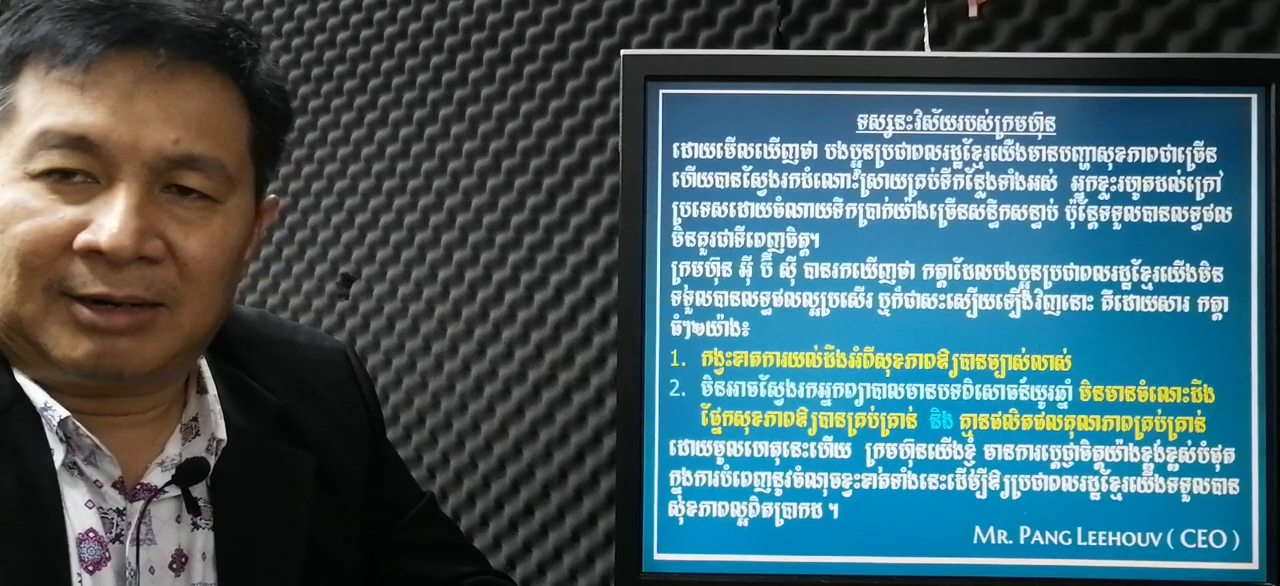 ទស្សនះវិស័យរបស់ក្រុមហ៊ុន
ដោយមើលឃើញថា បងប្អូនប្រជាពលរដ្ឋខ្មែរយើងមានបញ្ហាសុខភាពជាច្រើន
ហើយបានស្វែងរកដំណោះស្រាយគ្រប់ទីកន្លែងទាំងអស់ អ្នកខ្លះរហូតដល់ក្រៅ
ប្រទេសដោយចំណាយទឹកប្រាក់យ៉ាងច្រើនសន្ធឹកសន្ធាប់ ប៉ុន្តែទទួលបានលទ្ធផល
មិនគួរជាទីពេញចិត្ត។
ក្រុមហ៊ុន អ៊ី ប៊ី ស៊ី បានរកឃើញថា កត្តាដែលបងប្អូនប្រជាពលរដ្ឋខ្មែរយើងមិន
ទទួលបានលទ្ធផលល្អប្រសើរ ឬក៏ជាសះស្បើយឡើងវិញនោះ គឺដោយសារ កត្តា
ធំៗ២យ៉ាង៖
1. កង្វះខាតការយល់ដឹងអំពីសុខភាពឱ្យបានច្បាស់លាស់
2. មិនអាចស្វែងរកអ្នកព្យាបាលមានបទពិសោធន៍យូរឆ្នាំ មិនមានចំណេះដឹង
ផ្នែកសុខភាពឱ្យបានគ្រប់គ្រាន់ និង គ្មានផលិតផលគុណភាពគ្រប់គ្រាន់
ដោយមូលហេតុនេះហើយ ក្រុមហ៊ុនយើងខ្ញុំ មានការប្តេជ្ញាចិត្តយ៉ាងខ្ពង់ខ្ពស់បំផុត
ក្នុងការបំពេញនូវចំណុចខ្វះខាតទាំងនេះដើម្បីឱ្យប្រជាពលរដ្ឋខ្មែរយើងទទួលបាន
សុខភាពល្អពិតប្រាកដ ។
MR. PANG LEEHOUV ( CEO )